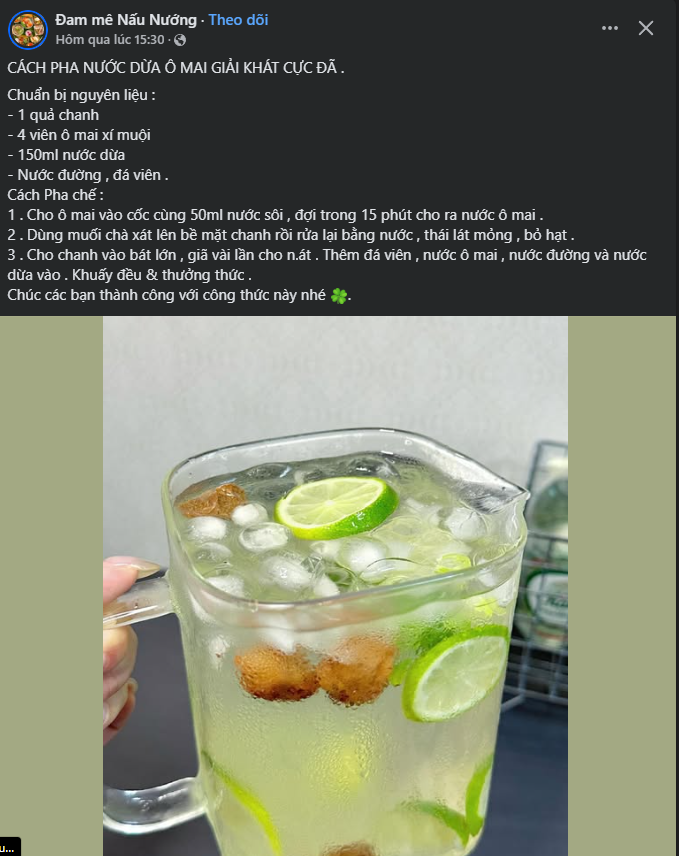 Đam mê Nấu Nướng · Theo dõi
Hôm qua lúc 15:30 ·
CÁCH PHA NƯỚC DỪA Ô MAI GIẢI KHÁT CỰC ĐÃ .
Chuẩn bị nguyên liệu :
- 1 quả chanh
- 4 viên ô mai xí muội
- 150ml nước dừa
- Nước đường , đá viên .
Cách Pha chế :
1 . Cho ô mai vào cốc cùng 50ml nước sôi , đợi trong 15 phút cho ra nước ô mai .
2 . Dùng muối chà xát lên bề mặt chanh rồi rửa lại bằng nước , thái lát mỏng , bỏ hạt .
3 . Cho chanh vào bát lớn , giã vài lần cho n.át . Thêm đá viên , nước ô mai , nước đường và nước
dừa vào . Khuấy đều & thưởng thức .
Chúc các bạn thành công với công thức này nhé 🍀.
u...